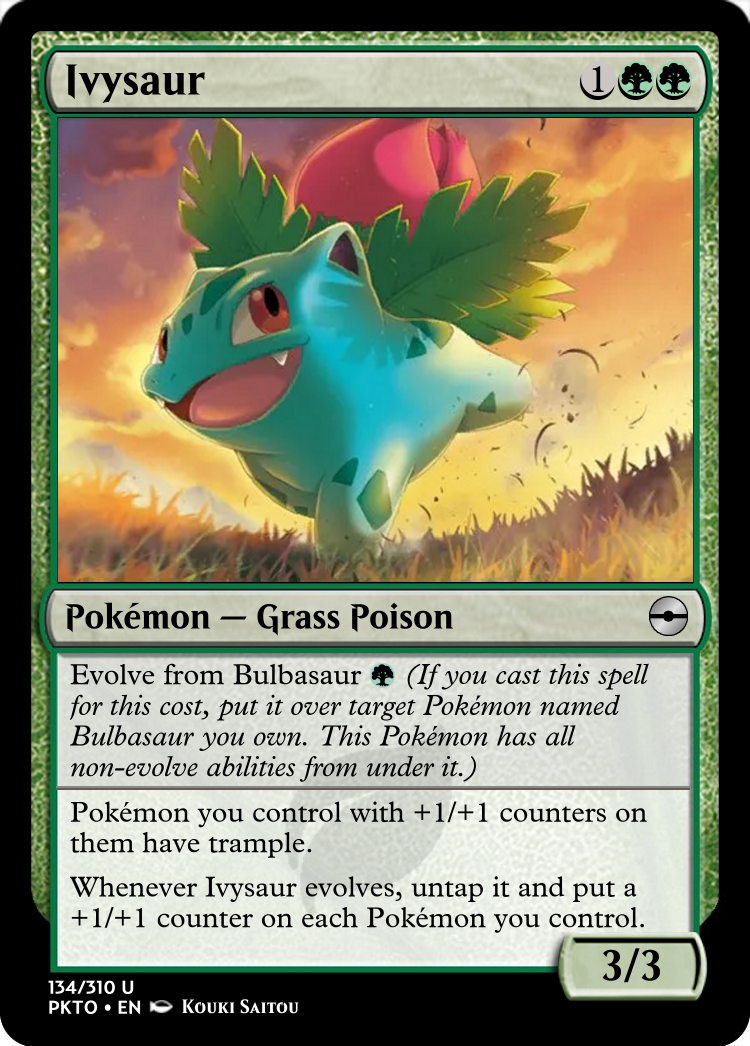 Ivysaur 1
Pokémon — Grass Poison
Evolve from Bulbasaur (If you cast this spell
for this cost, put it over target Pokémon named
Bulbasaur you own. This Pokémon has all
non-evolve abilities from under it.)
Pokémon you control with +1/+1 counters on
them have trample.
Whenever Ivysaur evolves, untap it and put a
+1/+1 counter on each Pokémon you control.
3/3
134/310 U
PKTO • EN Kouki Saitou